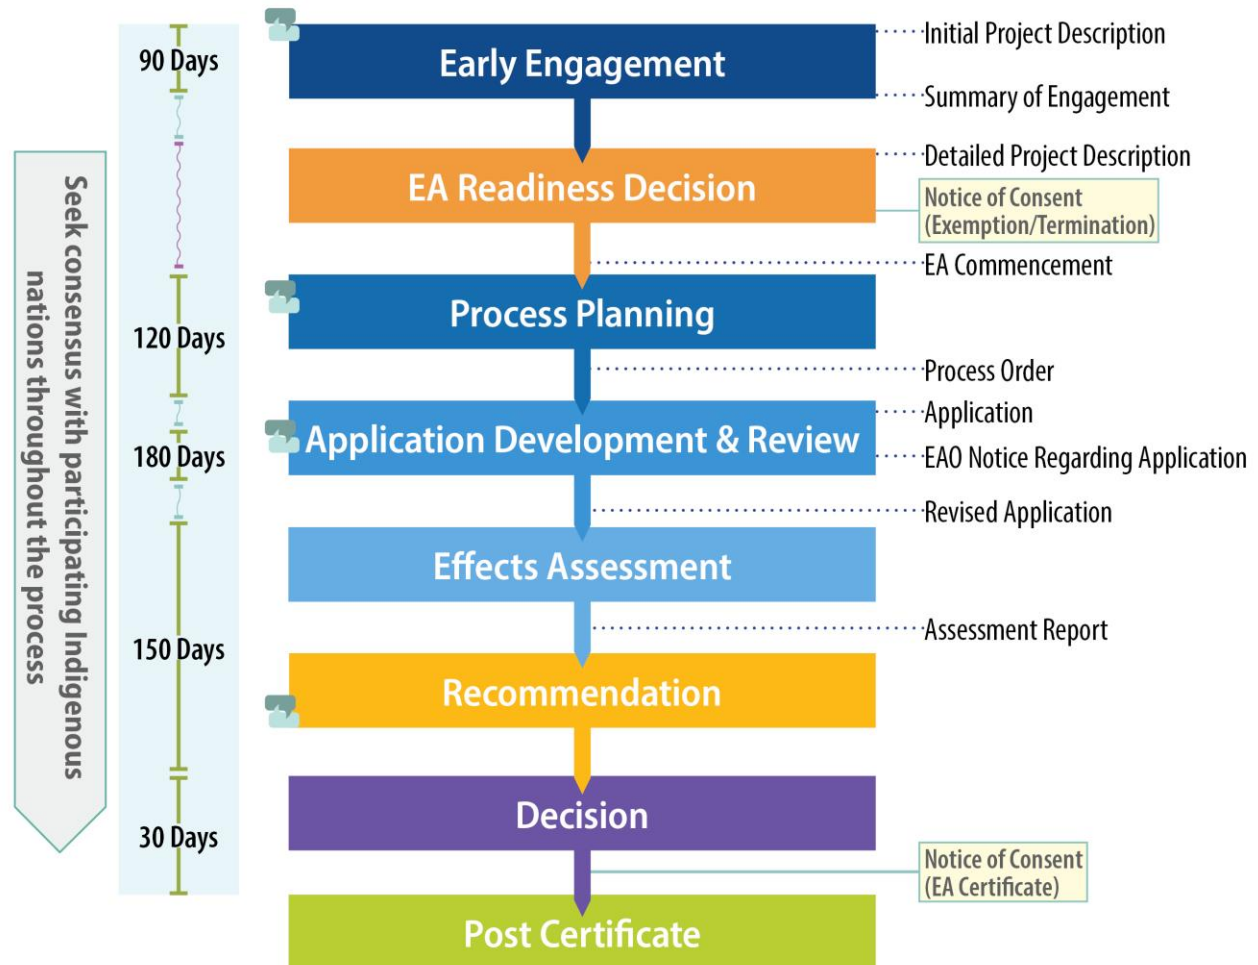 Seek consensus with participating Indigenous
nations throughout the process
90 Days
120 Days
180 Days
150 Days
30 Days
Early Engagement
Initial Project Description
Summary of Engagement
EA Readiness Decision
Detailed Project Description
Notice of Consent
(Exemption/Termination)
EA Commencement
Process Planning
Process Order
Application Development & Review
Application
EAO Notice Regarding Application
Revised Application
Effects Assessment
Assessment Report
Recommendation
Decision
Notice of Consent
(EA Certificate)
Post Certificate